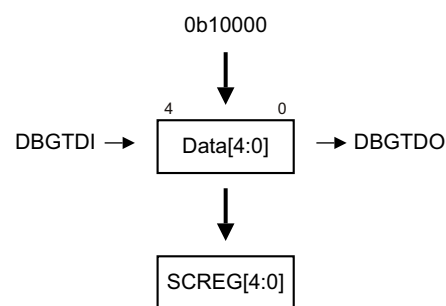 0b10000
4 0
DBGTDI Data[4:0] DBGTDO
SCREG[4:0]